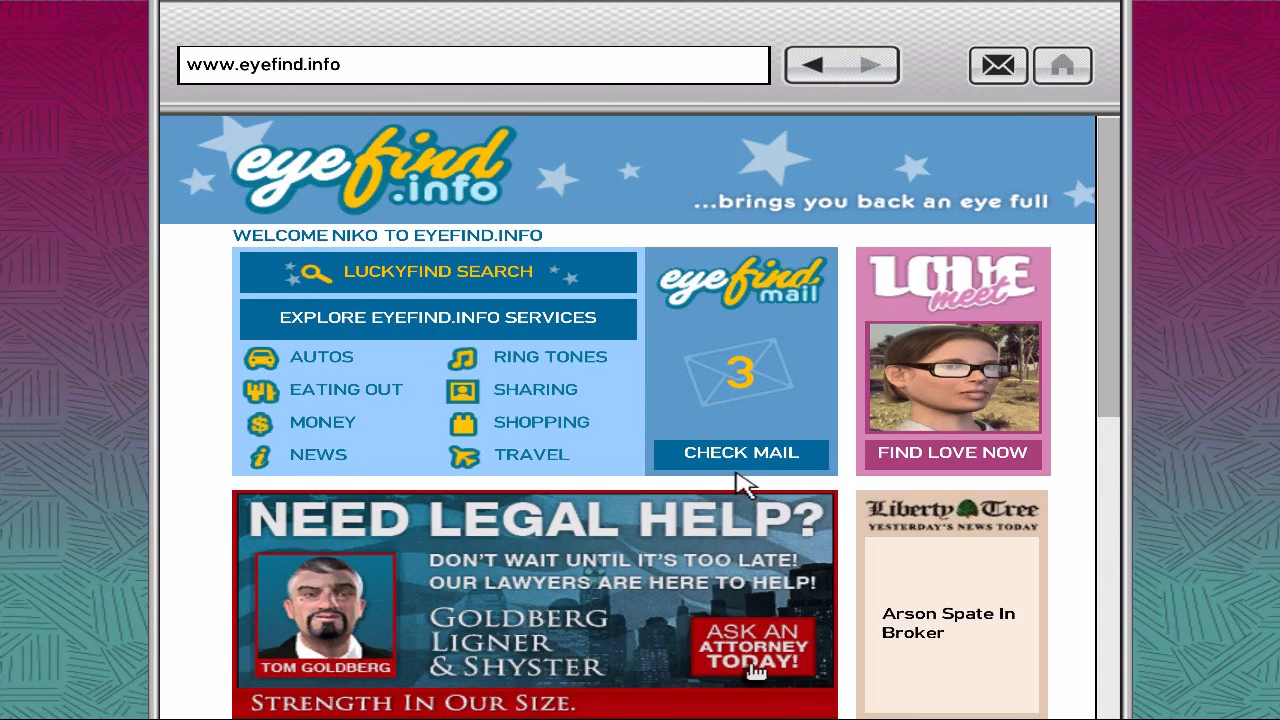 www.eyefind.info
eyefind
.info
...brings you back an eye full
WELCOME NIKO TO EYEFIND.INFO
LUCKYFIND SEARCH
EXPLORE EYEFIND.INFO SERVICES
AUTOS
RING TONES
EATING OUT
SHARING
MONEY
SHOPPING
NEWS
TRAVEL
eyefind
mail
3
CHECK MAIL
LOVE
meet
FIND LOVE NOW
NEED LEGAL HELP?
DON'T WAIT UNTIL IT'S TOO LATE!
OUR LAWYERS ARE HERE TO HELP!
GOLDBERG
LIGNER
& SHYSTER
TOM GOLDBERG
ASK AN
ATTORNEY
TODAY!
STRENGTH IN OUR SIZE.
Liberty Tree
YESTERDAY'S NEWS TODAY
Arson Spate In
Broker